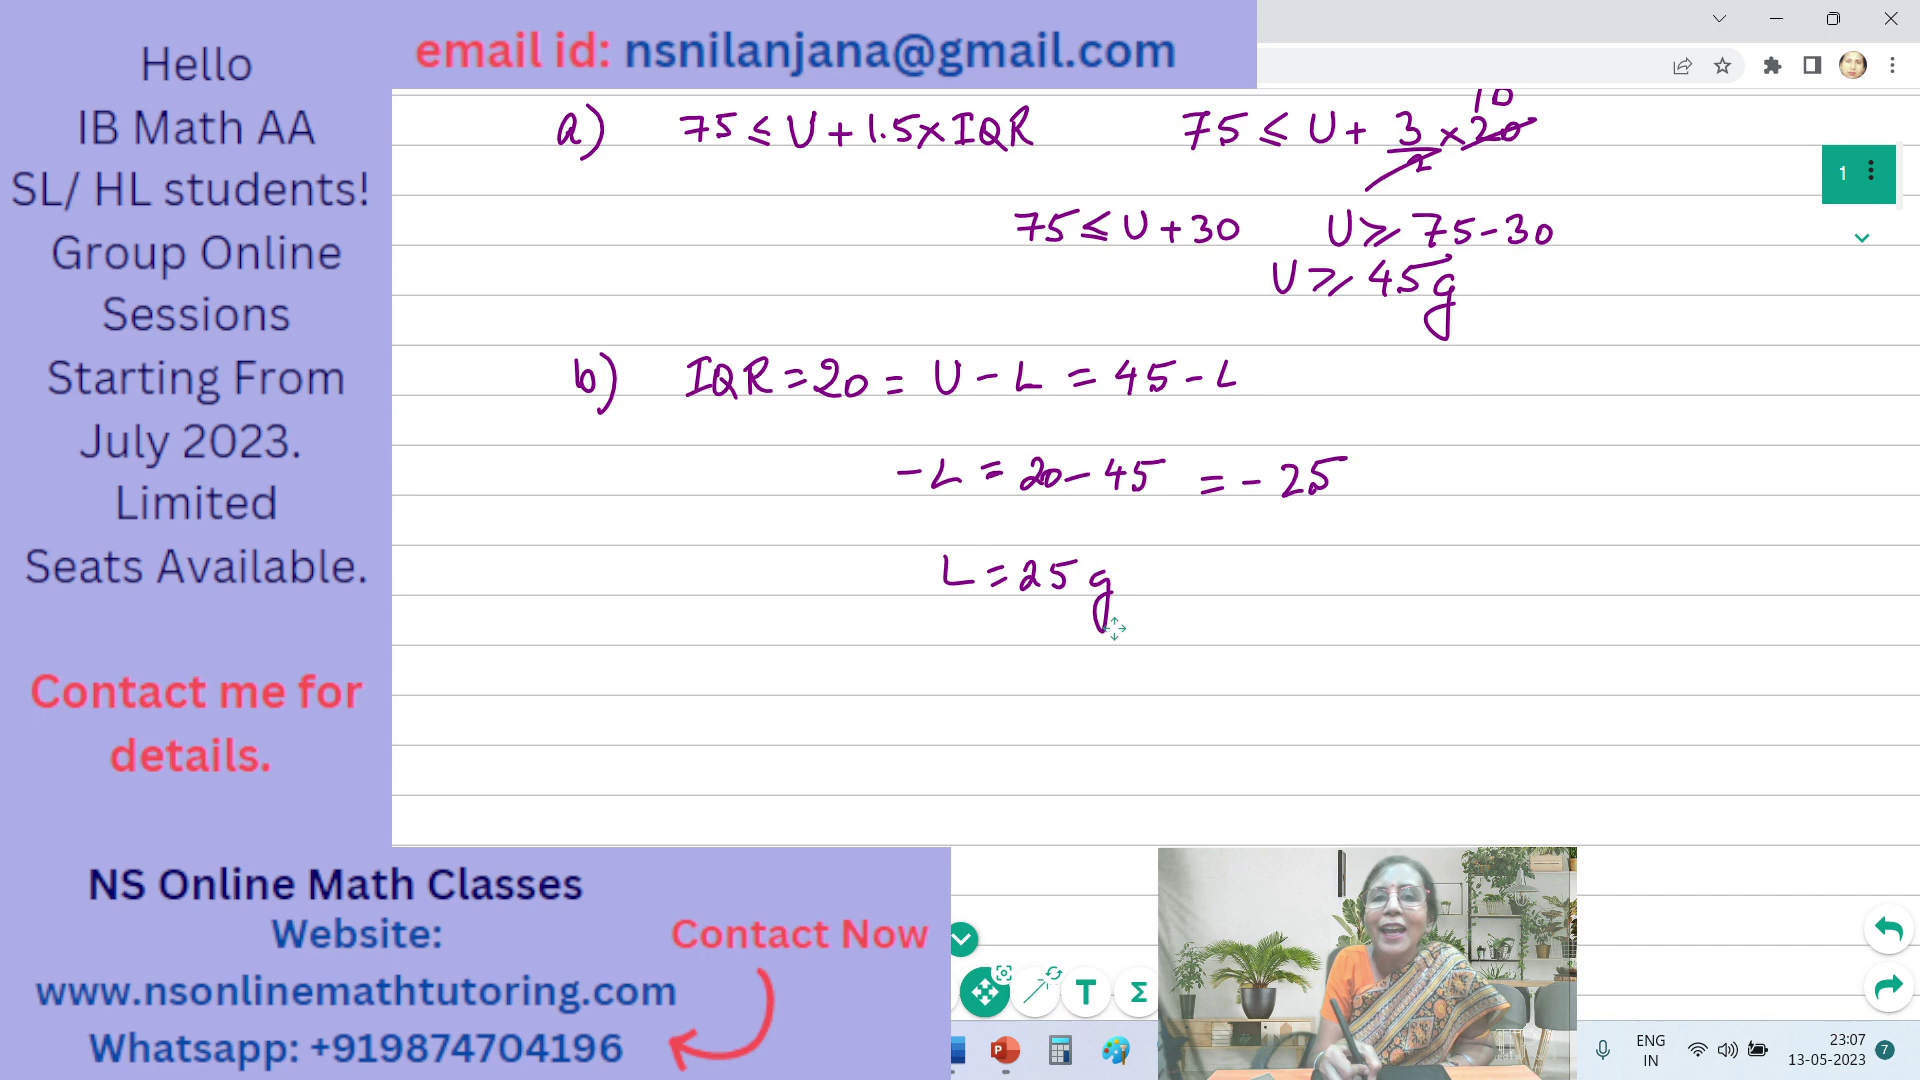 Hello
IB Math AA
SL/ HL students!
Group Online
Sessions
Starting From
July 2023.
Limited
Seats Available.
Contact me for
details.
email id: nsnilanjana@gmail.com
a) 75 ≤ U + 1.5 × IQR 75 ≤ U + 3/2 × 20 10
75 ≤ U + 30 U ≥ 75 - 30
U ≥ 45 g
b) IQR = 20 = U - L = 45 - L
- L = 20 - 45 = - 25
L = 25 g
1
NS Online Math Classes
Website:
www.nsonlinemathtutoring.com
Whatsapp: +919874704196
Contact Now
T Σ
P
ENG
IN
23:07
13-05-2023
7